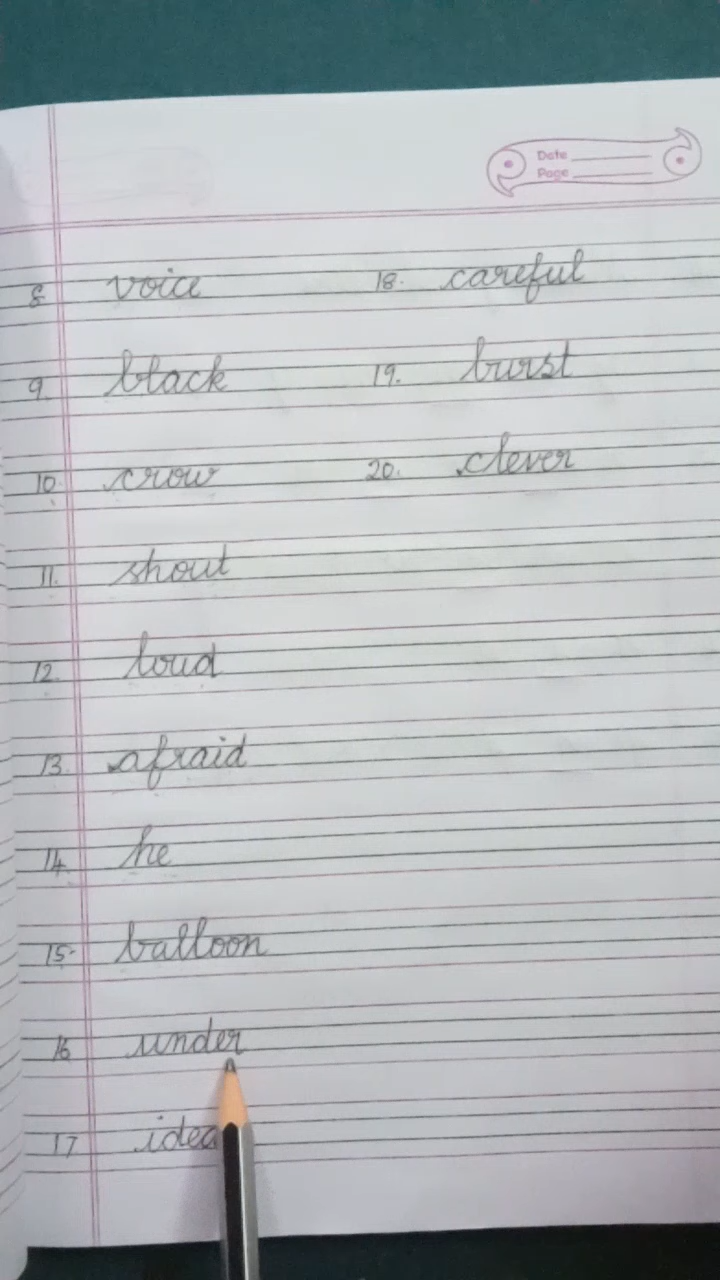 Date
Page
8. voice
9. black
10. crow
11. shout
12. loud
13. afraid
14. he
15. balloon
16 under
17 idea
18. careful
19. burst
20. clever